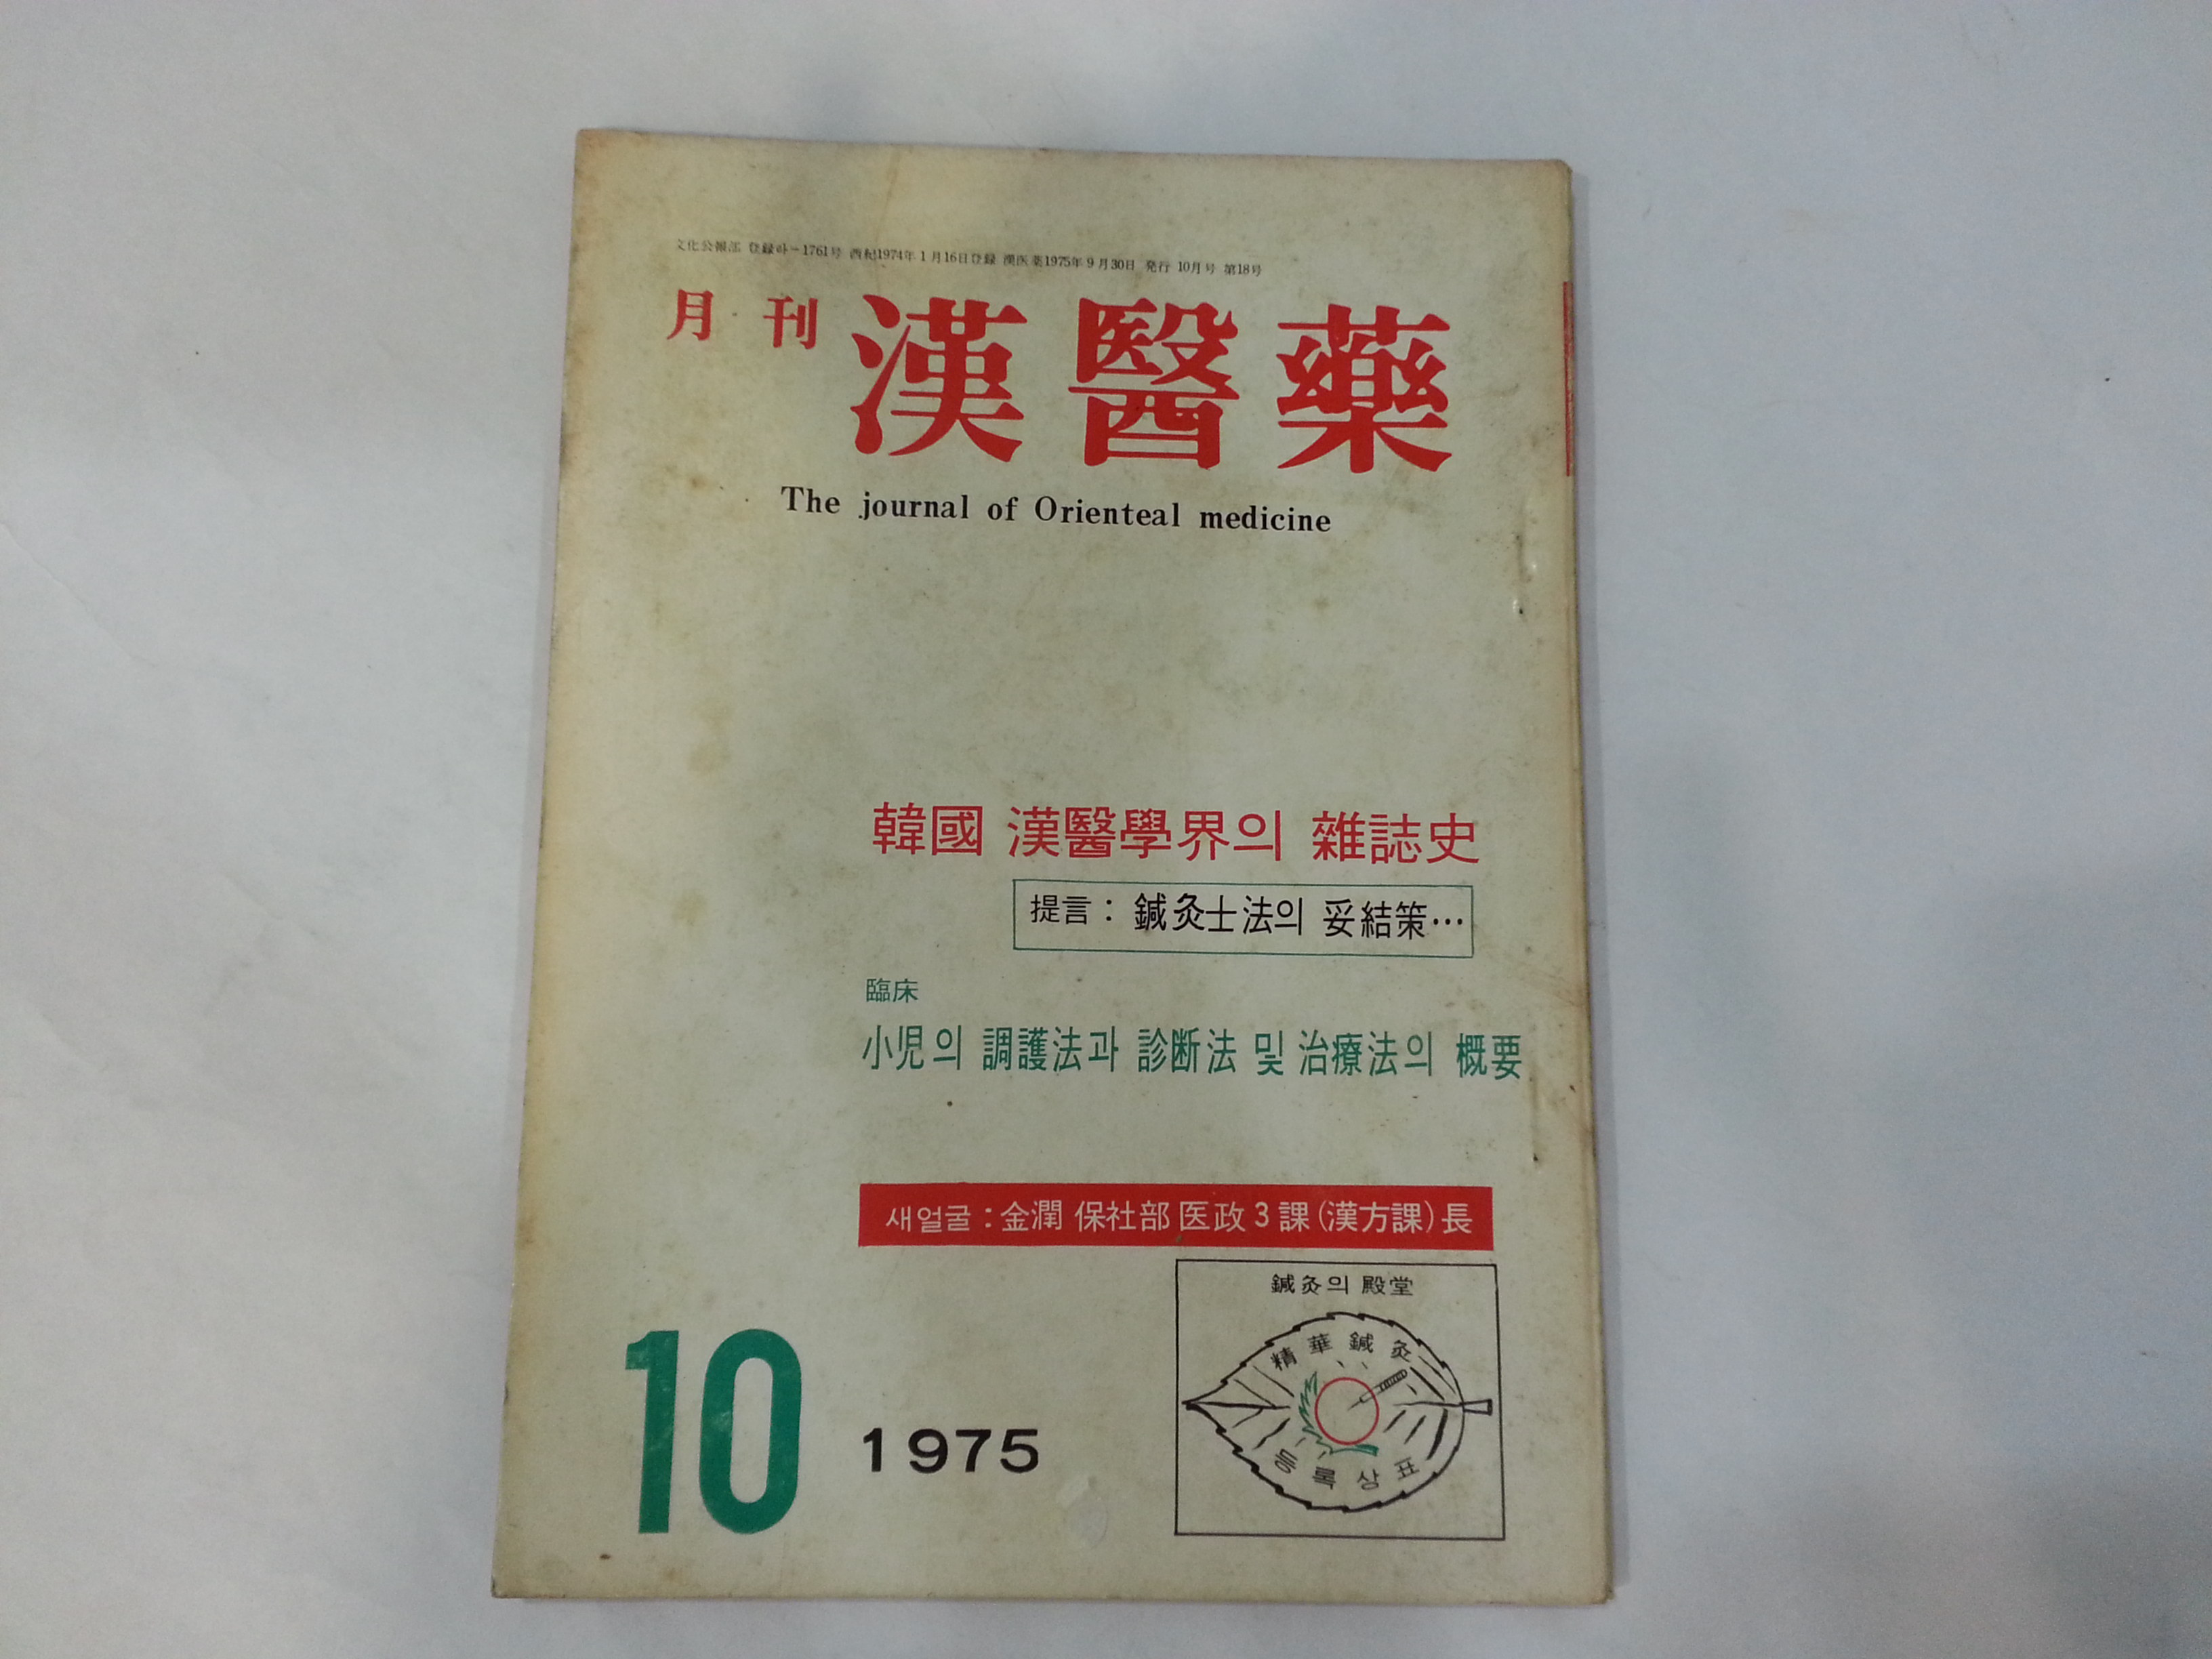 文化公報部 登録라-1761号 西紀1974年1月16日登録 漢医薬1975年9月30日 発行 10月号 第18号
月刊 漢醫藥
The journal of Orienteal medicine
韓國 漢醫學界의 雜誌史
提言: 鍼灸士法의 妥結策…
臨床
小児의 調護法과 診断法 및 治療法의 概要
새얼굴: 金潤 保社部 医政3課(漢方課)長
鍼灸의 殿堂
精華鍼灸
등록상표
10
1975